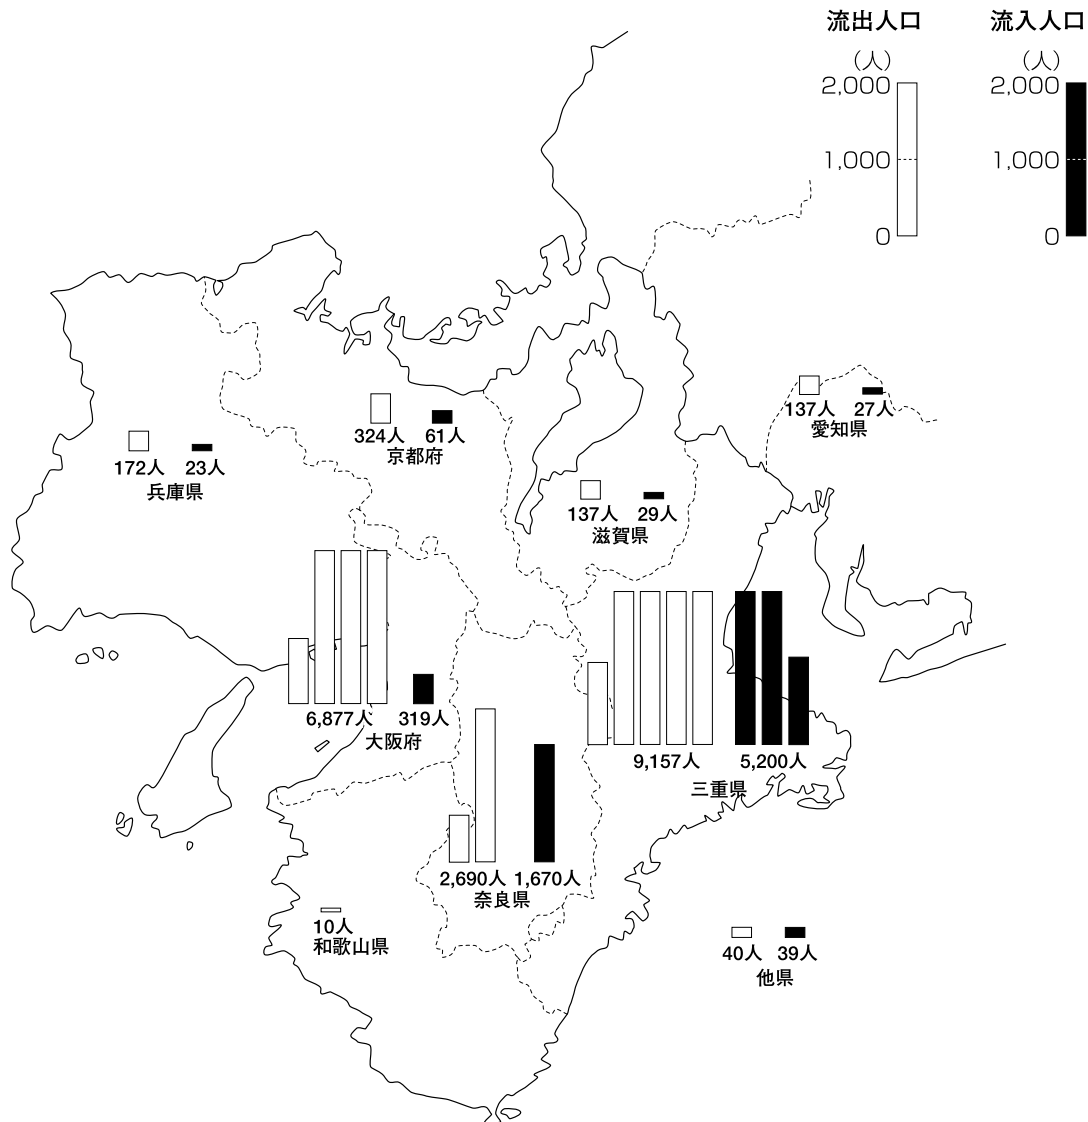 流出人口
(人)
2,000
1,000
0
流入人口
(人)
2,000
1,000
0
137人 27人
愛知県
324人 61人
京都府
172人 23人
兵庫県
137人 29人
滋賀県
6,877人 319人
大阪府
9,157人 5,200人
三重県
2,690人 1,670人
奈良県
10人
和歌山県
40人 39人
他県